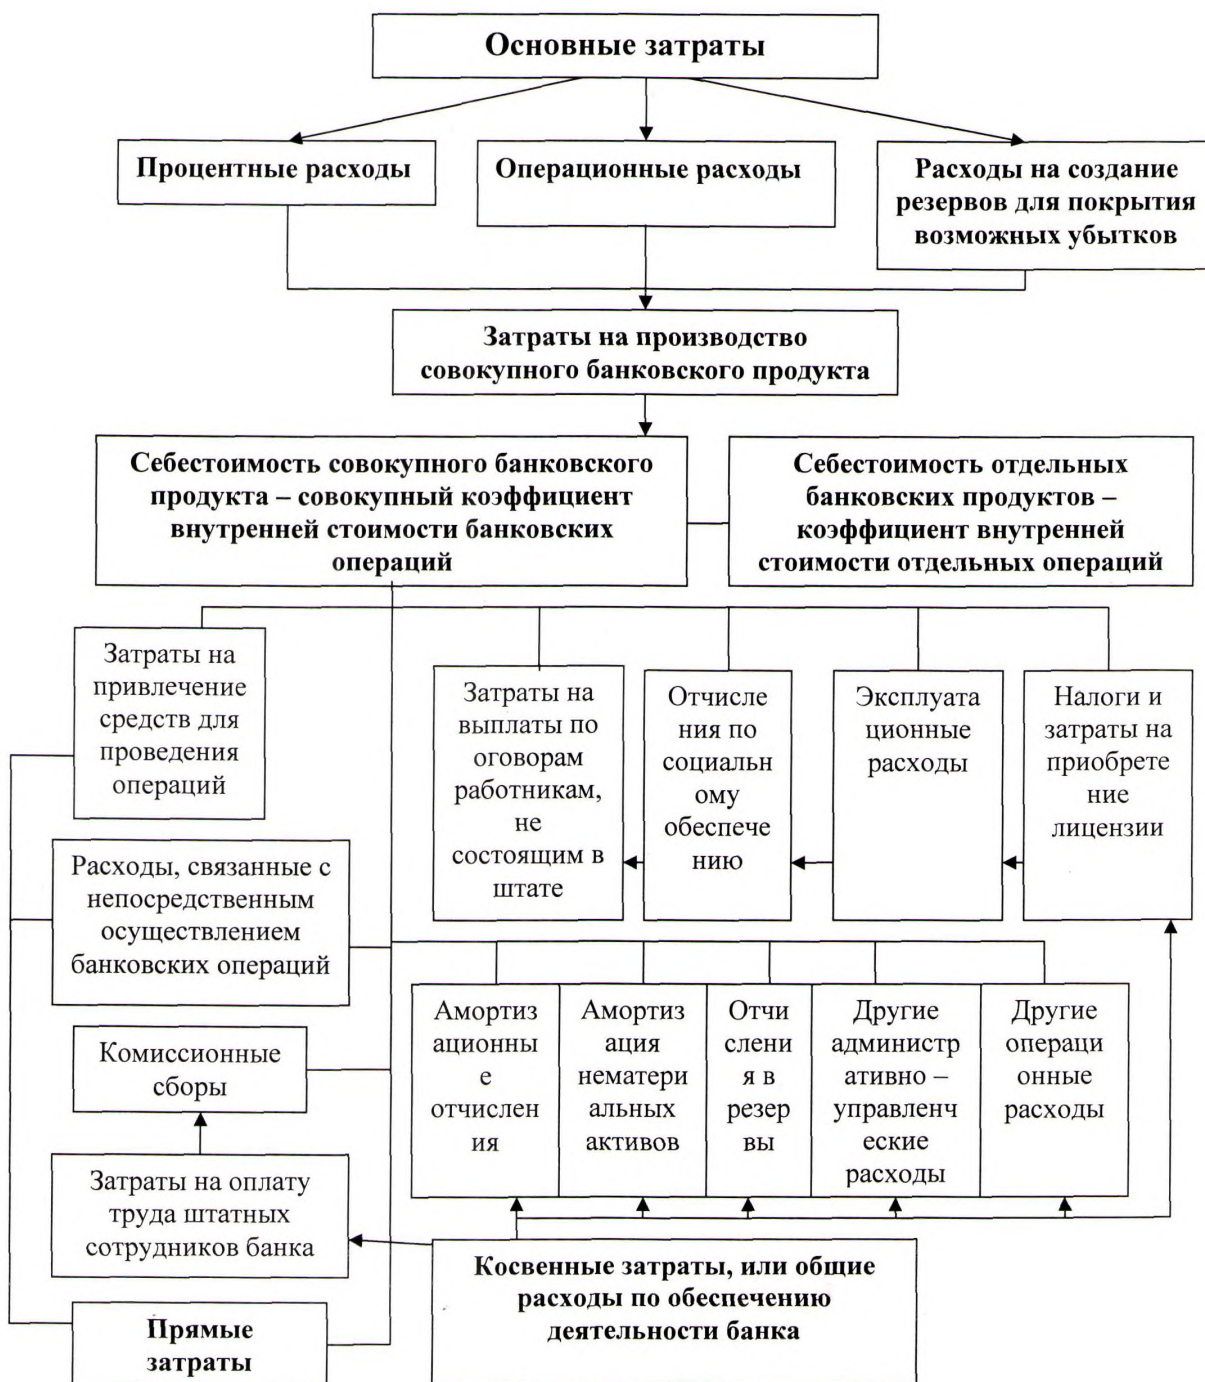 Основные затраты
Процентные расходы
Операционные расходы
Расходы на создание
резервов для покрытия
возможных убытков
Затраты на производство
совокупного банковского продукта
Себестоимость совокупного банковского
продукта – совокупный коэффициент
внутренней стоимости банковских
операций
Себестоимость отдельных
банковских продуктов –
коэффициент внутренней
стоимости отдельных операций
Затраты на
привлечение
средств для
проведения
операций
Затраты на
выплаты по
оговорам
работникам,
не
состоящим в
штате
Отчисле
ния по
социальн
ому
обеспече
нию
Эксплуата
ционные
расходы
Налоги и
затраты на
приобрете
ние
лицензии
Расходы, связанные с
непосредственным
осуществлением
банковских операций
Амортиз
ационны
е
отчислен
ия
Амортиз
ация
нематери
альных
активов
Отчи
слени
я в
резер
вы
Другие
администр
ативно –
управленч
еские
расходы
Другие
операци
онные
расходы
Комиссионные
сборы
Затраты на оплату
труда штатных
сотрудников банка
Косвенные затраты, или общие
расходы по обеспечению
деятельности банка
Прямые
затраты